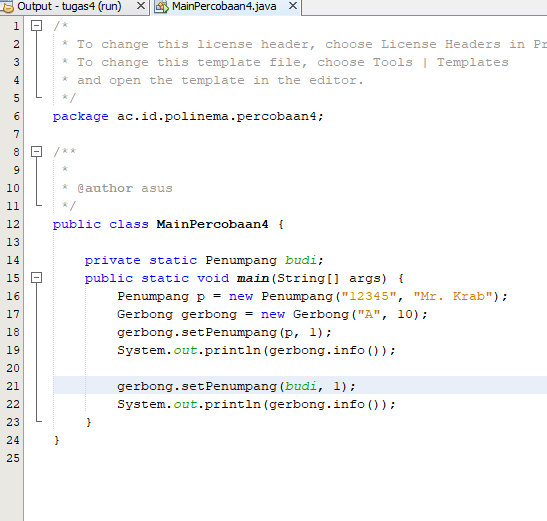 Output - tugas4 (run) MainPercobaan4.java
1 /*
2 * To change this license header, choose License Headers in Pr
3 * To change this template file, choose Tools | Templates
4 * and open the template in the editor.
5 */
6 package ac.id.polinema.percobaan4;
7
8 /**
9 *
10 * @author asus
11 */
12 public class MainPercobaan4 {
13
14 private static Penumpang budi;
15 public static void main(String[] args) {
16 Penumpang p = new Penumpang("12345", "Mr. Krab");
17 Gerbong gerbong = new Gerbong("A", 10);
18 gerbong.setPenumpang(p, 1);
19 System.out.println(gerbong.info());
20
21 gerbong.setPenumpang(budi, 1);
22 System.out.println(gerbong.info());
23 }
24 }
25